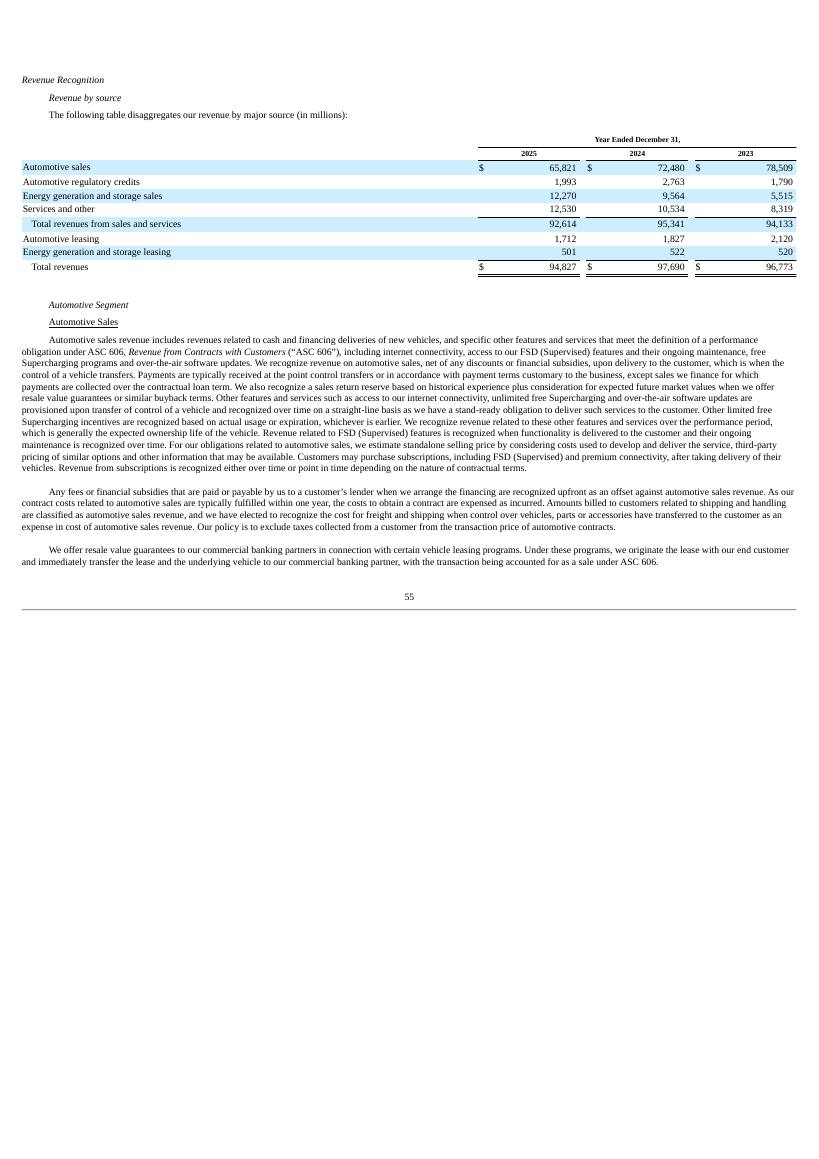 Revenue Recognition
Revenue by source
The following table disaggregates our revenue by major source (in millions):
Year Ended December 31,
2025 2024 2023
Automotive sales $ 65,821 $ 72,480 $ 78,509
Automotive regulatory credits 1,993 2,763 1,790
Energy generation and storage sales 12,270 9,564 5,515
Services and other 12,530 10,534 8,319
Total revenues from sales and services 92,614 95,341 94,133
Automotive leasing 1,712 1,827 2,120
Energy generation and storage leasing 501 522 520
Total revenues $ 94,827 $ 97,690 $ 96,773
Automotive Segment
Automotive Sales
Automotive sales revenue includes revenues related to cash and financing deliveries of new vehicles, and specific other features and services that meet the definition of a performance
obligation under ASC 606, Revenue from Contracts with Customers (“ASC 606”), including internet connectivity, access to our FSD (Supervised) features and their ongoing maintenance, free
Supercharging programs and over-the-air software updates. We recognize revenue on automotive sales, net of any discounts or financial subsidies, upon delivery to the customer, which is when the
control of a vehicle transfers. Payments are typically received at the point control transfers or in accordance with payment terms customary to the business, except sales we finance for which
payments are collected over the contractual loan term. We also recognize a sales return reserve based on historical experience plus consideration for expected future market values when we offer
resale value guarantees or similar buyback terms. Other features and services such as access to our internet connectivity, unlimited free Supercharging and over-the-air software updates are
provisioned upon transfer of control of a vehicle and recognized over time on a straight-line basis as we have a stand-ready obligation to deliver such services to the customer. Other limited free
Supercharging incentives are recognized based on actual usage or expiration, whichever is earlier. We recognize revenue related to these other features and services over the performance period,
which is generally the expected ownership life of the vehicle. Revenue related to FSD (Supervised) features is recognized when functionality is delivered to the customer and their ongoing
maintenance is recognized over time. For our obligations related to automotive sales, we estimate standalone selling price by considering costs used to develop and deliver the service, third-party
pricing of similar options and other information that may be available. Customers may purchase subscriptions, including FSD (Supervised) and premium connectivity, after taking delivery of their
vehicles. Revenue from subscriptions is recognized either over time or point in time depending on the nature of contractual terms.
Any fees or financial subsidies that are paid or payable by us to a customer’s lender when we arrange the financing are recognized upfront as an offset against automotive sales revenue. As our
contract costs related to automotive sales are typically fulfilled within one year, the costs to obtain a contract are expensed as incurred. Amounts billed to customers related to shipping and handling
are classified as automotive sales revenue, and we have elected to recognize the cost for freight and shipping when control over vehicles, parts or accessories have transferred to the customer as an
expense in cost of automotive sales revenue. Our policy is to exclude taxes collected from a customer from the transaction price of automotive contracts.
We offer resale value guarantees to our commercial banking partners in connection with certain vehicle leasing programs. Under these programs, we originate the lease with our end customer
and immediately transfer the lease and the underlying vehicle to our commercial banking partner, with the transaction being accounted for as a sale under ASC 606.
55